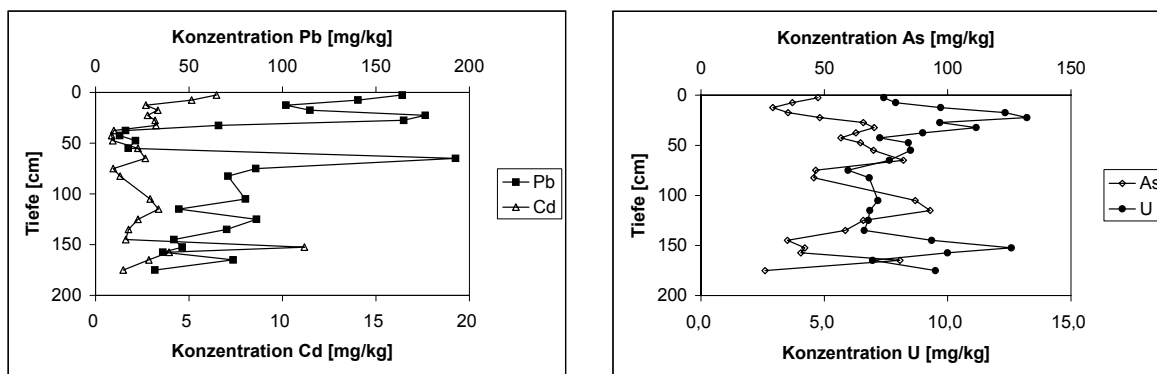 Konzentration Pb [mg/kg]
0 50 100 150 200
Tiefe [cm]
0
50
100
150
200
0 5 10 15 20
Konzentration Cd [mg/kg]
Pb
Cd
Konzentration As [mg/kg]
0 50 100 150
Tiefe [cm]
0
50
100
150
200
0,0 5,0 10,0 15,0
Konzentration U [mg/kg]
As
U